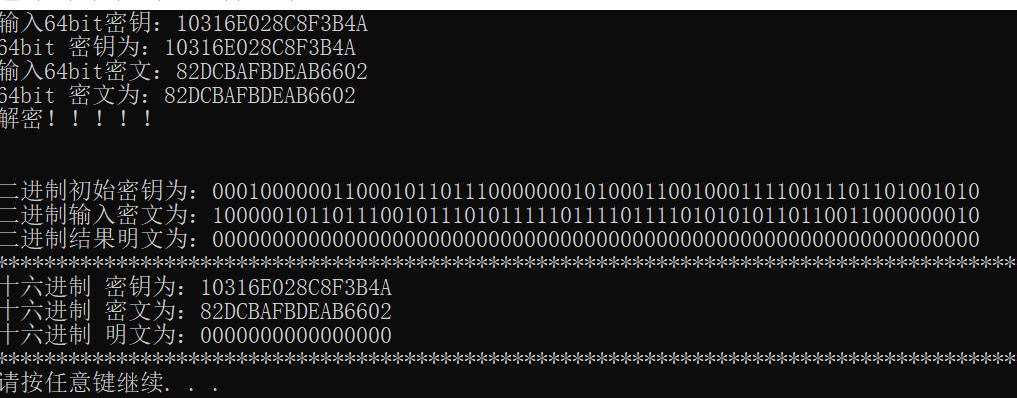 输入64bit密钥：10316E028C8F3B4A
64bit 密钥为：10316E028C8F3B4A
输入64bit密文：82DCBAFBDEAB6602
64bit 密文为：82DCBAFBDEAB6602
解密！！！！！
二进制初始密钥为：0001000000110001011011100000001010001100100011110011101101001010
二进制输入密文为：1000001011011100101110101111101111011110101010110110011000000010
二进制结果明文为：0000000000000000000000000000000000000000000000000000000000000000
*************************************************************************************
十六进制 密钥为：10316E028C8F3B4A
十六进制 密文为：82DCBAFBDEAB6602
十六进制 明文为：0000000000000000
*************************************************************************************
请按任意键继续. . .